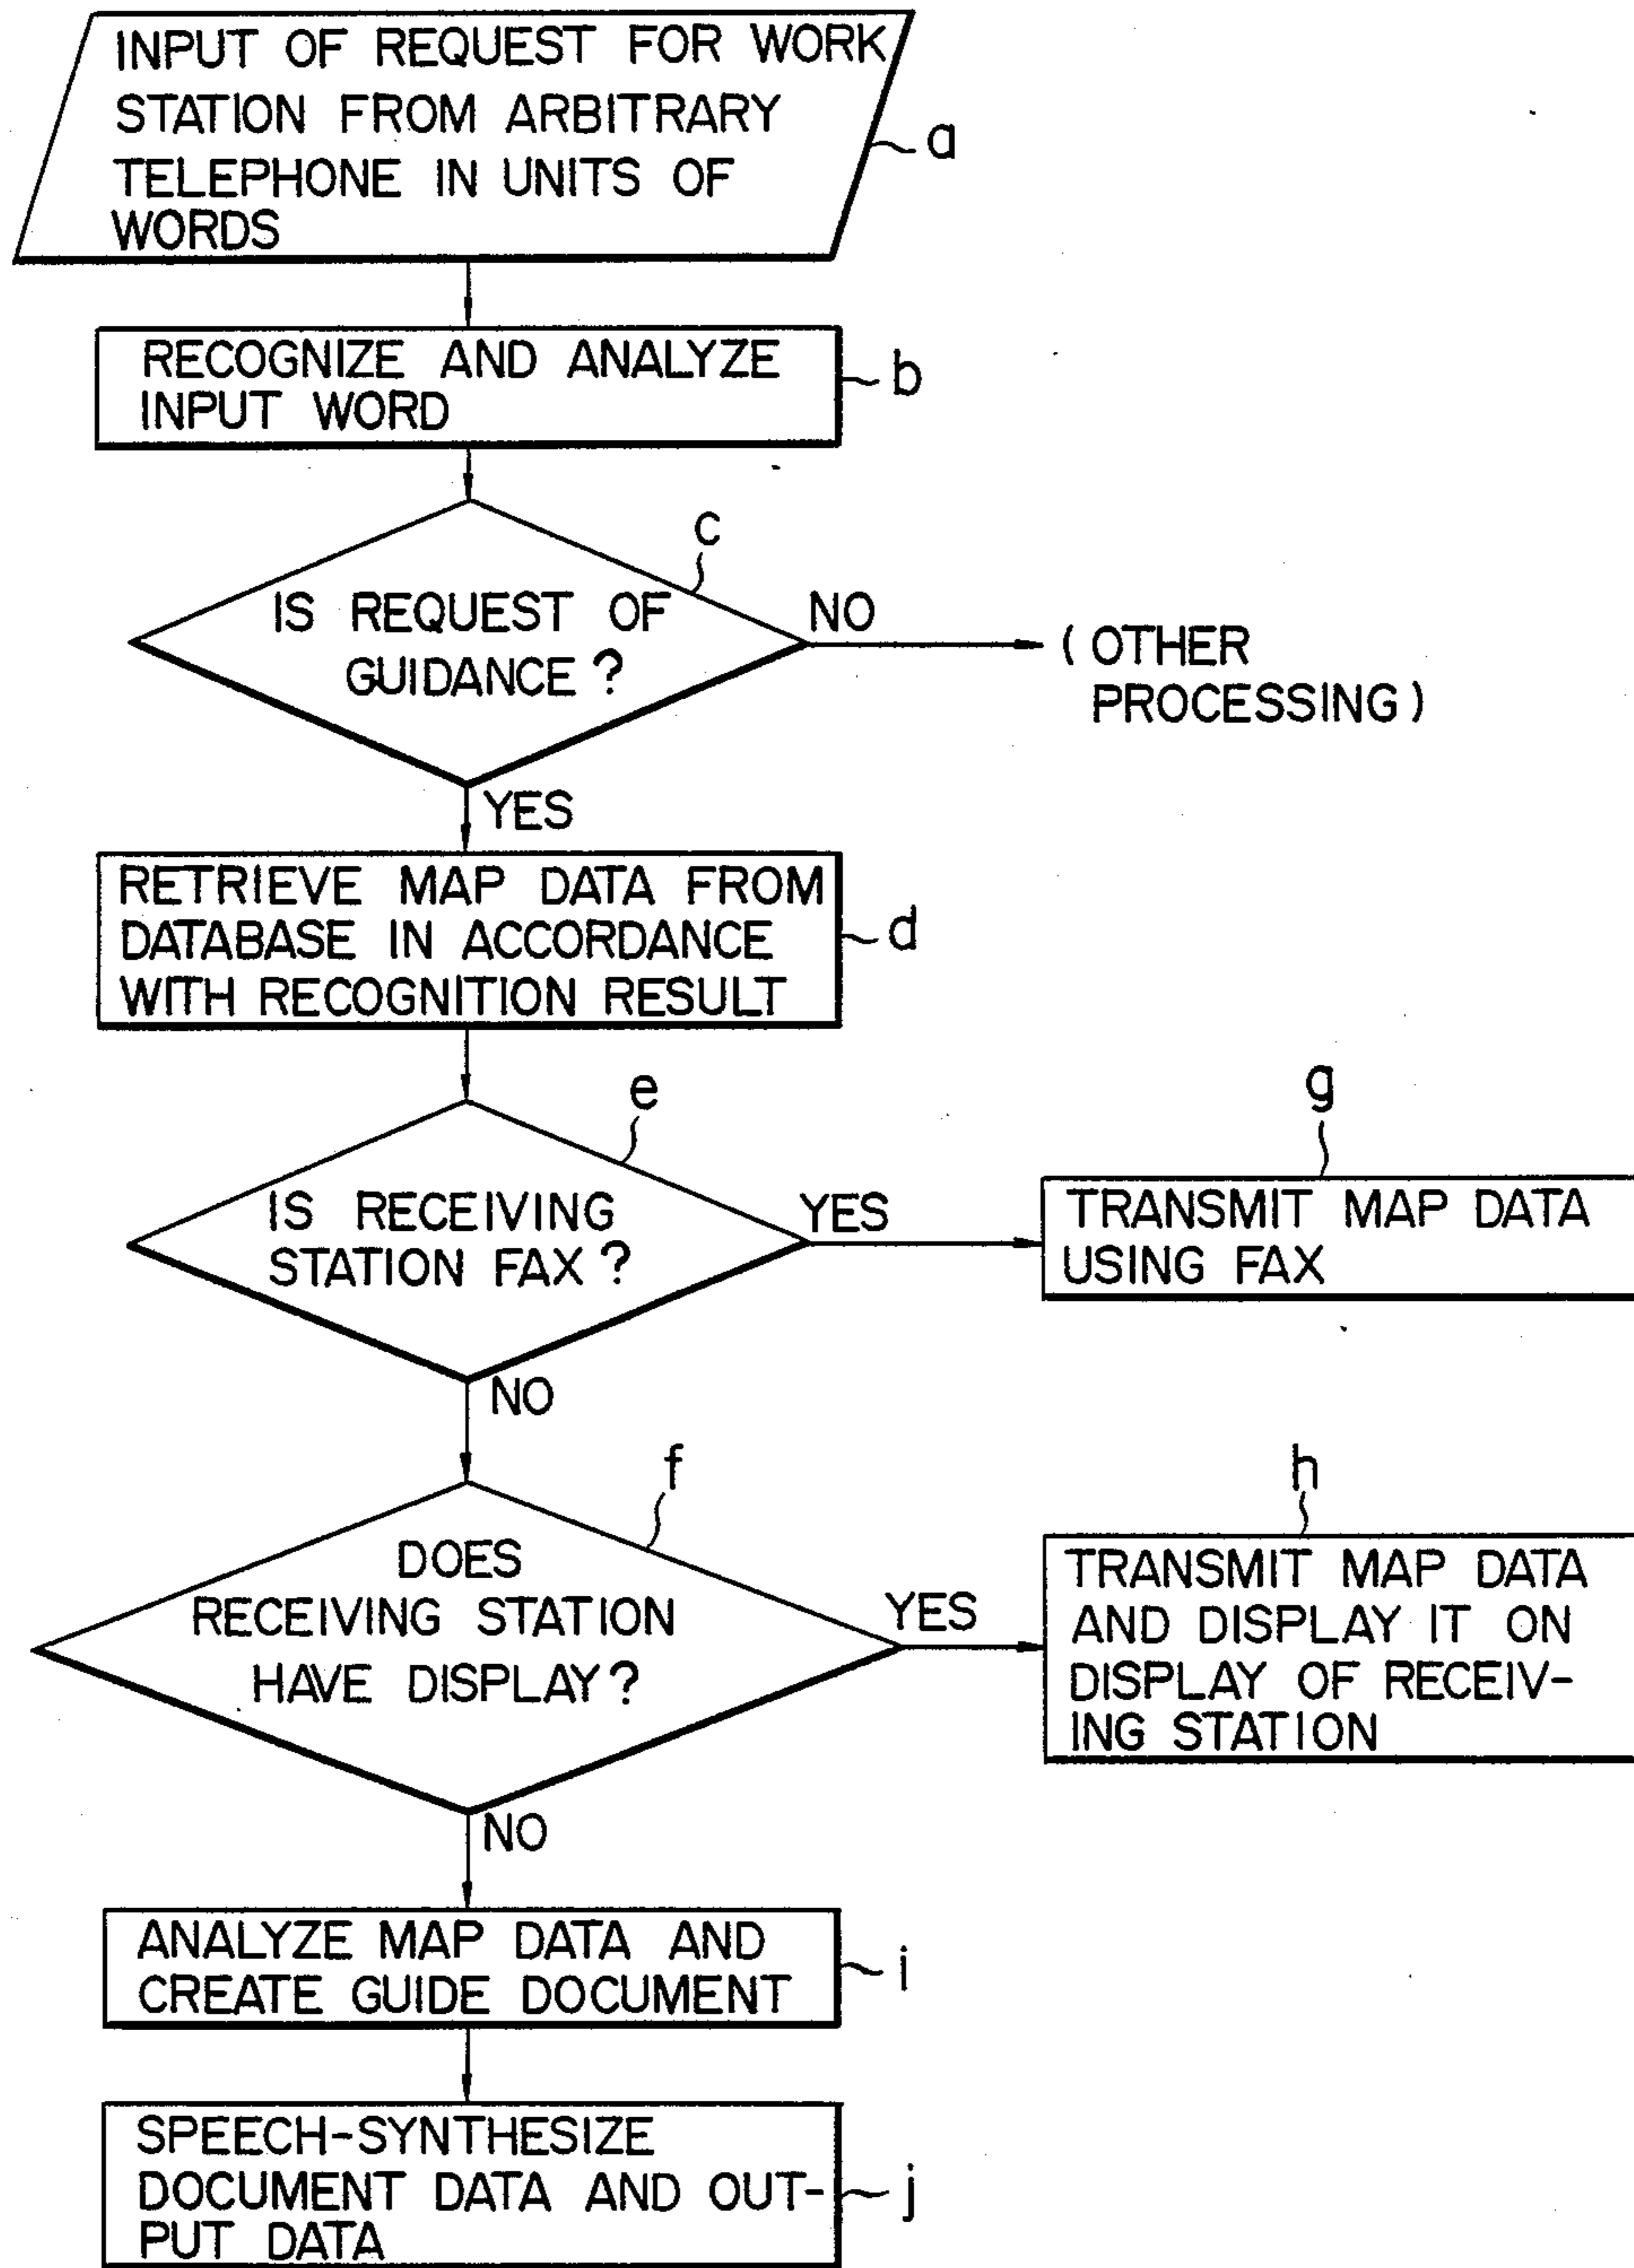 INPUT OF REQUEST FOR WORK
STATION FROM ARBITRARY
TELEPHONE IN UNITS OF
WORDS
a
RECOGNIZE AND ANALYZE
INPUT WORD
b
c
IS REQUEST OF
GUIDANCE?
NO
(OTHER
PROCESSING)
YES
RETRIEVE MAP DATA FROM
DATABASE IN ACCORDANCE
WITH RECOGNITION RESULT
d
e
IS RECEIVING
STATION FAX?
YES
g
TRANSMIT MAP DATA
USING FAX
NO
f
DOES
RECEIVING STATION
HAVE DISPLAY?
YES
h
TRANSMIT MAP DATA
AND DISPLAY IT ON
DISPLAY OF RECEIV-
ING STATION
NO
ANALYZE MAP DATA AND
CREATE GUIDE DOCUMENT
i
SPEECH-SYNTHESIZE
DOCUMENT DATA AND OUT-
PUT DATA
j